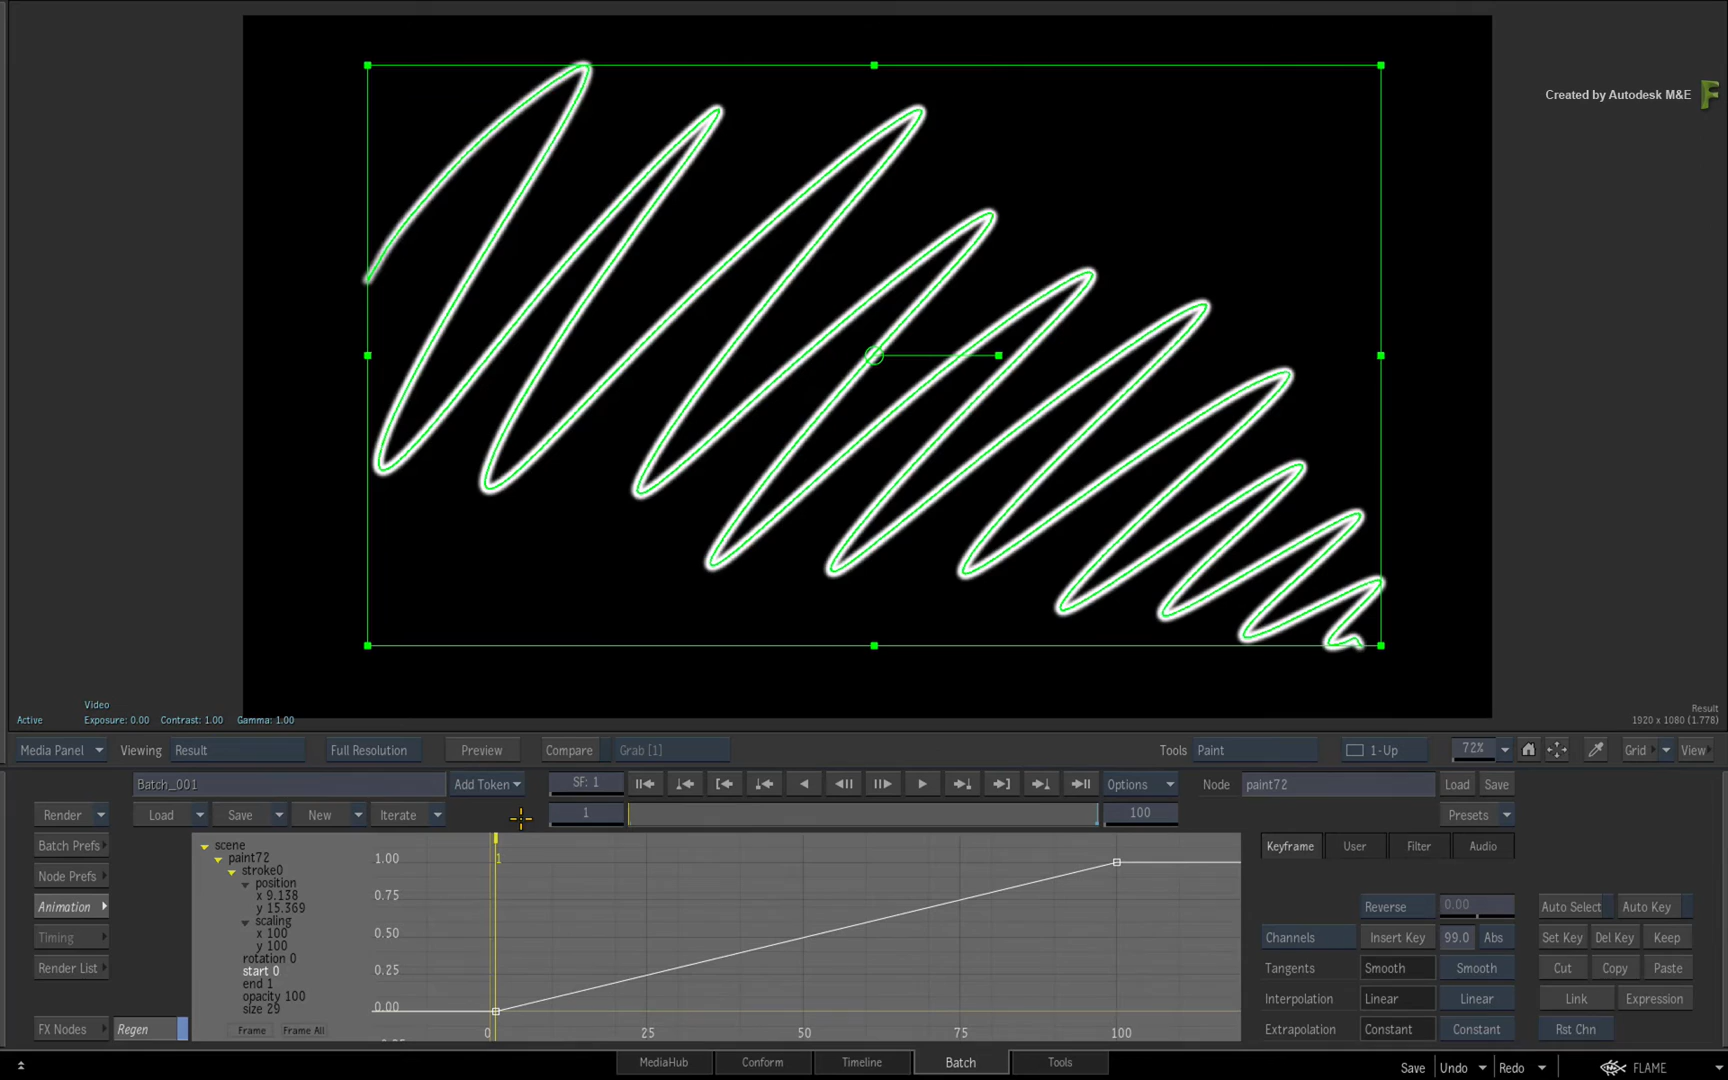 Created by Autodesk M&E
Video
Active Exposure: 0.00 Contrast: 1.00 Gamma: 1.00
Result
1920 x 1080 (1.778)
Media Panel Viewing Result Full Resolution Preview Compare Grab [1] Tools Paint 1-Up 72% Grid View
Batch_001 Add Token SF: 1 Options Node paint72 Load Save
Render Load Save New Iterate 1 100 Presets
Batch Prefs
Node Prefs
Animation
Timing
Render List
FX Nodes Regen
scene
paint72
stroke0
position
x 9.138
y 15.369
scaling
x 100
y 100
rotation 0
start 0
end 1
opacity 100
size 29
Frame Frame All
1
1.00
0.75
0.50
0.25
0.00
0 25 50 75 100
Keyframe User Filter Audio
Reverse 0.00 Auto Select Auto Key
Channels Insert Key 99.0 Abs Set Key Del Key Keep
Tangents Smooth Smooth Cut Copy Paste
Interpolation Linear Linear Link Expression
Extrapolation Constant Constant Rst Chn
MediaHub Conform Timeline Batch Tools
Save Undo Redo FLAME